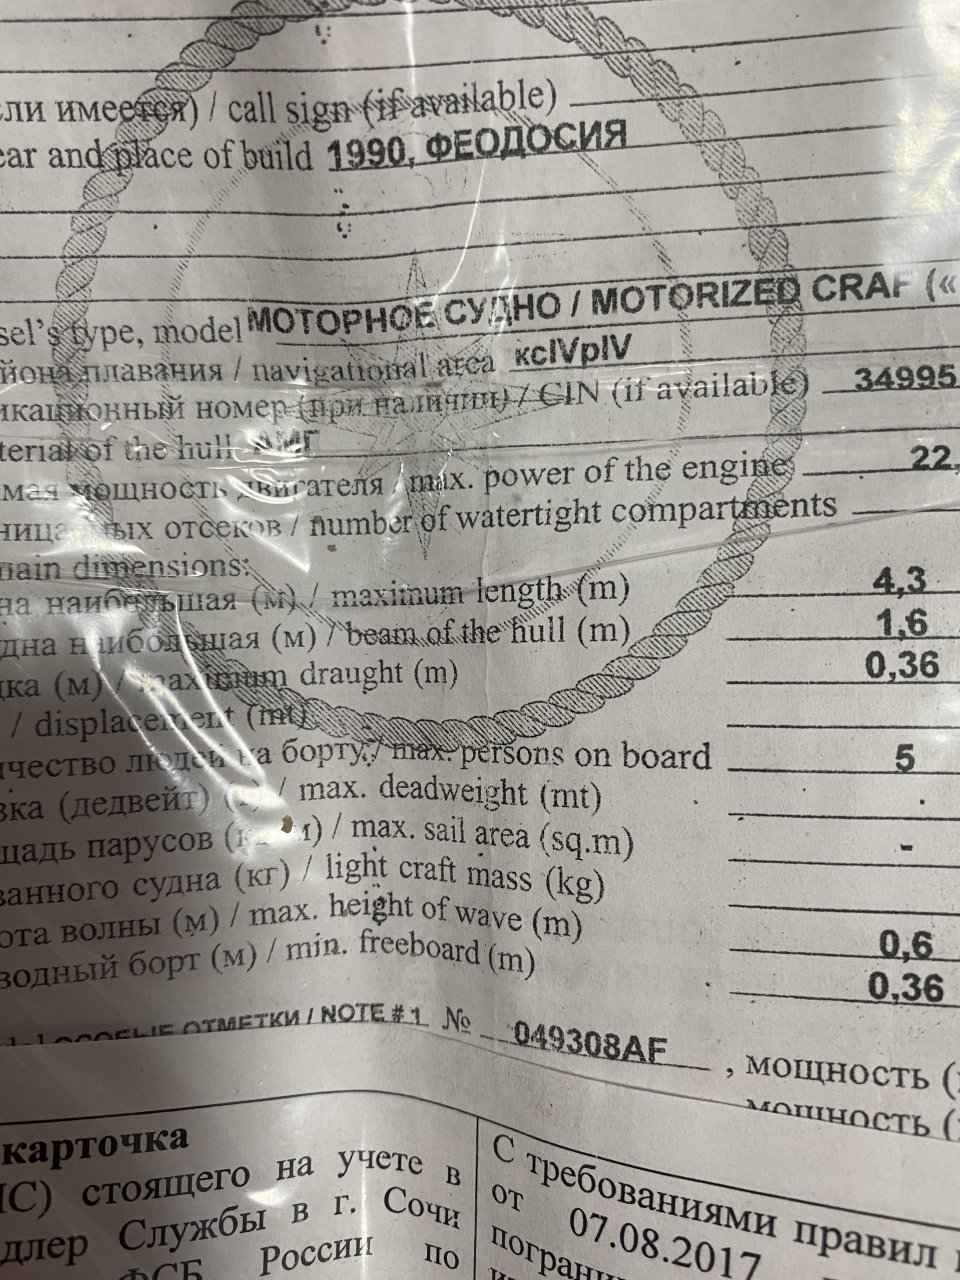 ли имеется) / call sign (if available)
ear and place of build 1990, ФЕОДОСИЯ
sel's type, model МОТОРНОЕ СУДНО / MOTORIZED CRAF («
йона плавания / navigational area кcIVpIV
икационный номер (при наличии) / CIN (if available) 34995
terial of the hull АМГ
мая мощность двигателя / max. power of the engine 22,
ых отсеков / number of watertight compartments
main dimensions:
на наибольшая (м) / maximum length (m) 4,3
дна наибольшая (м) / beam of the hull (m) 1,6
дка (м) / maximum draught (m) 0,36
/ displacement (mt)
ичество людей на борту / max. persons on board 5
вка (дедвейт) / max. deadweight (mt)
щадь парусов / max. sail area (sq.m) -
ванного судна (кг) / light craft mass (kg)
ота волны (м) / max. height of wave (m) 0,6
водный борт (м) / min. freeboard (m) 0,36
ОСОБЫЕ ОТМЕТКИ / NOTE # 1 № 049308AF , мощность (
мощность (
карточка
С) стоящего на учете в
длер Службы в г. Сочи
ФСБ России по
С требованиями правил
от 07.08.2017
пограни